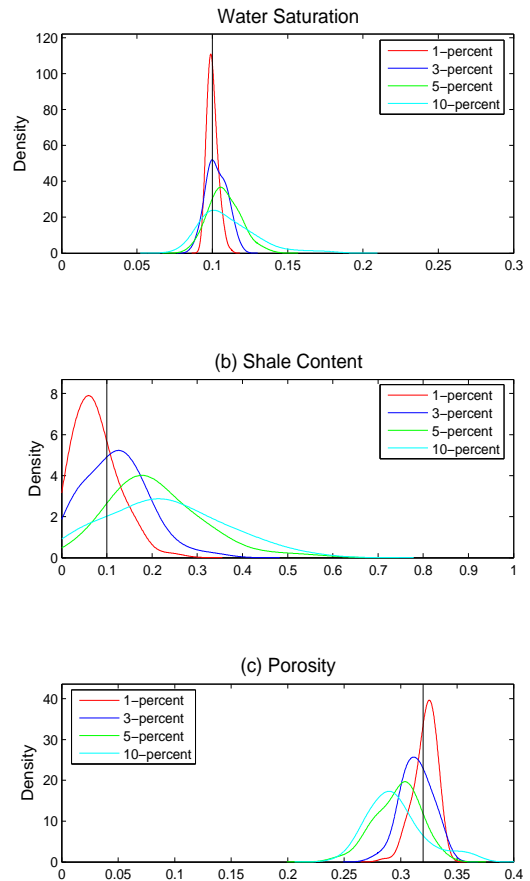 Water Saturation
120
100
80
60
40
20
0
Density
1-percent
3-percent
5-percent
10-percent
0 0.05 0.1 0.15 0.2 0.25 0.3
(b) Shale Content
8
6
4
2
0
Density
1-percent
3-percent
5-percent
10-percent
0 0.1 0.2 0.3 0.4 0.5 0.6 0.7 0.8 0.9 1
(c) Porosity
40
30
20
10
0
Density
1-percent
3-percent
5-percent
10-percent
0 0.05 0.1 0.15 0.2 0.25 0.3 0.35 0.4